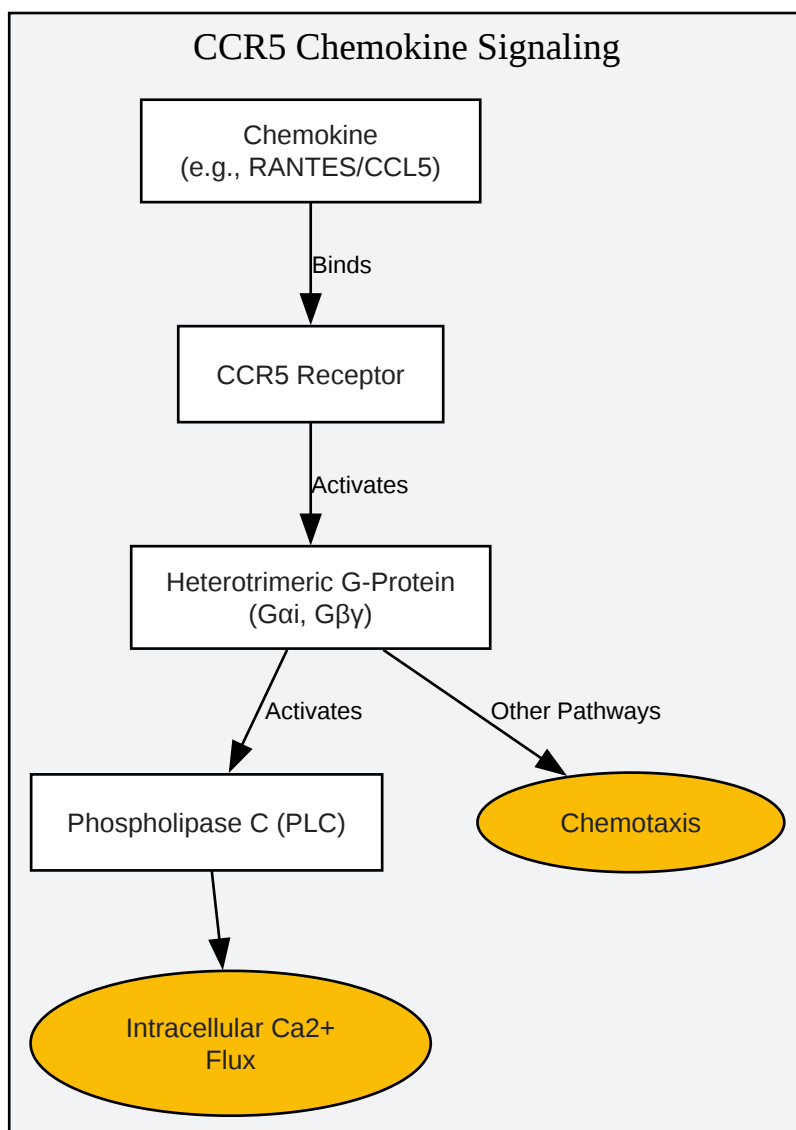 CCR5 Chemokine Signaling
Chemokine
(e.g., RANTES/CCL5)
Binds
CCR5 Receptor
Activates
Heterotrimeric G-Protein
(Gαi, Gβγ)
Activates
Other Pathways
Phospholipase C (PLC)
Chemotaxis
Intracellular Ca2+
Flux